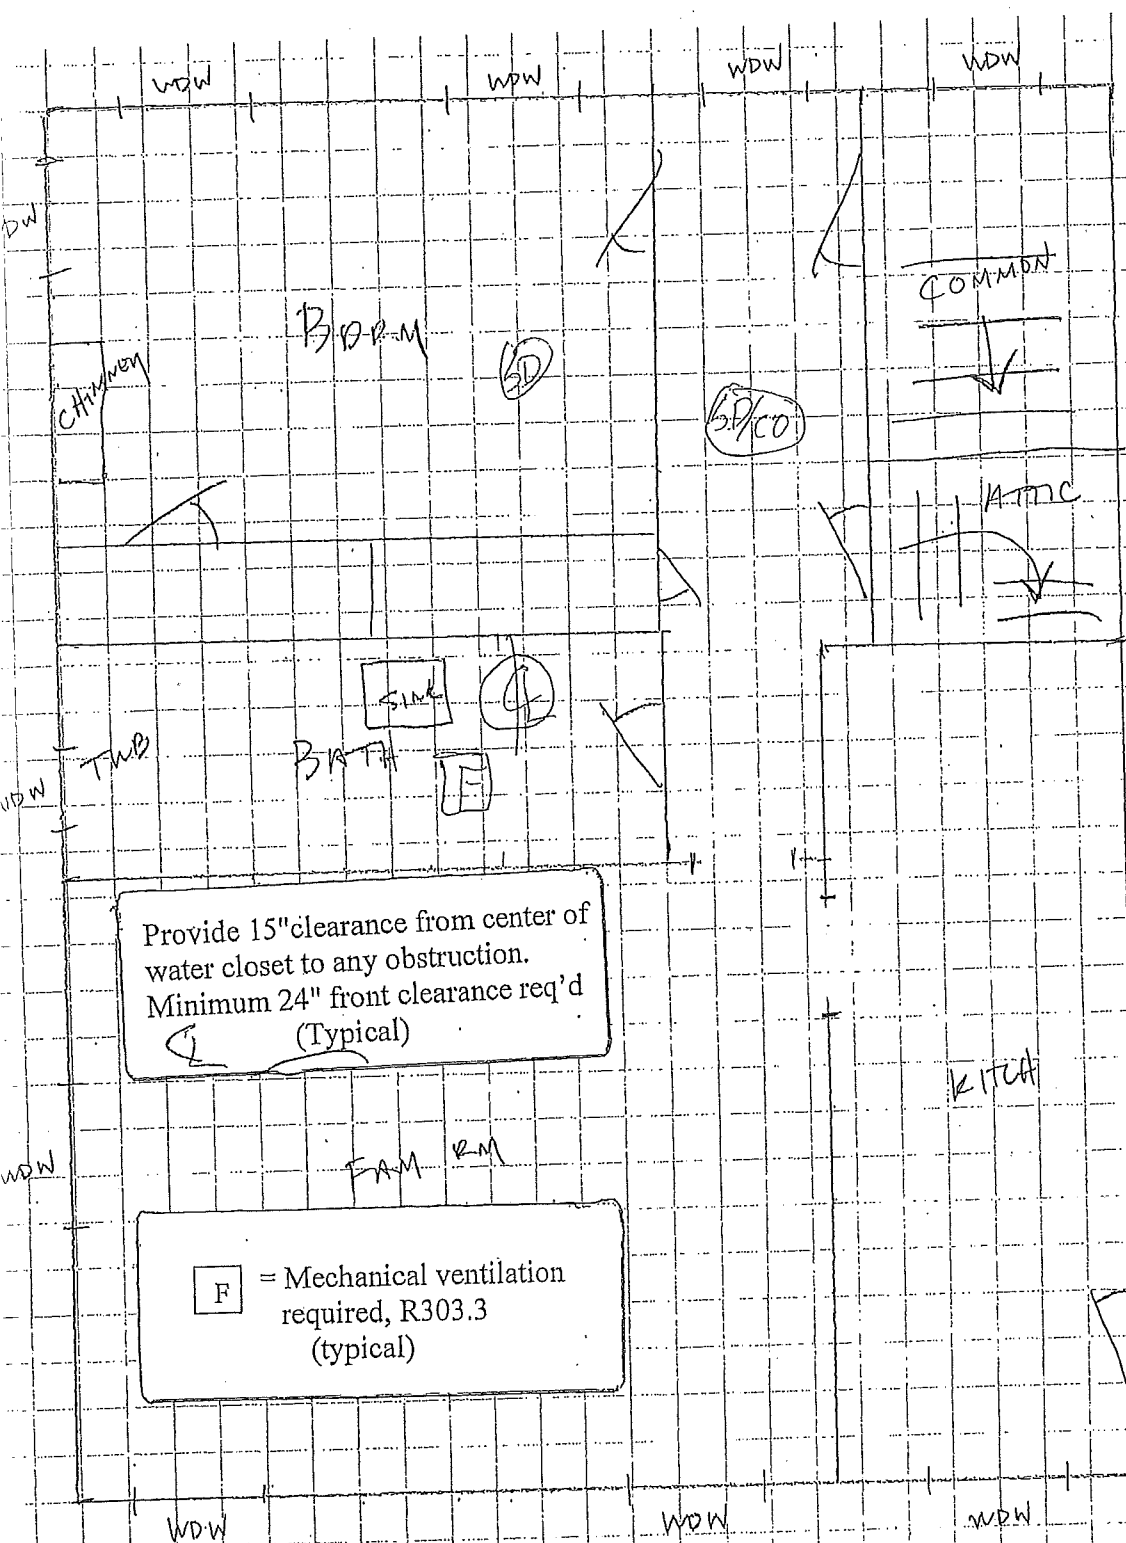 WDW
WDW
WDW
WDW
DW
COMMON
BDRM
SD
CHIMNEY
SD/CO
ATTIC
SINK
TUB
BATH
F
WDW
Provide 15"clearance from center of
water closet to any obstruction.
Minimum 24" front clearance req'd
(Typical)
KITCH
FAM RM
WDW
F = Mechanical ventilation
required, R303.3
(typical)
WDW
WDW
WDW